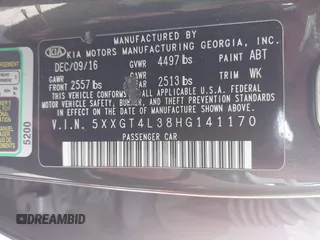 KIA KIA MOTORS MANUFACTURING GEORGIA, INC.
DEC/09/16 GVWR 4497 lbs PAINT ABT
GAWR FRONT 2557 lbs GAWR REAR 2513 lbs TRIM WK
THIS VEHICLE CONFORMS TO ALL APPLICABLE
FEDERAL MOTOR VEHICLE SAFETY, BUMPER, AND
THEFT PREVENTION STANDARDS IN EFFECT ON THE
DATE OF MANUFACTURE SHOWN ABOVE.
V.I.N. 5XXGT4L38HG141170
PASSENGER CAR
5200
DREAMBID